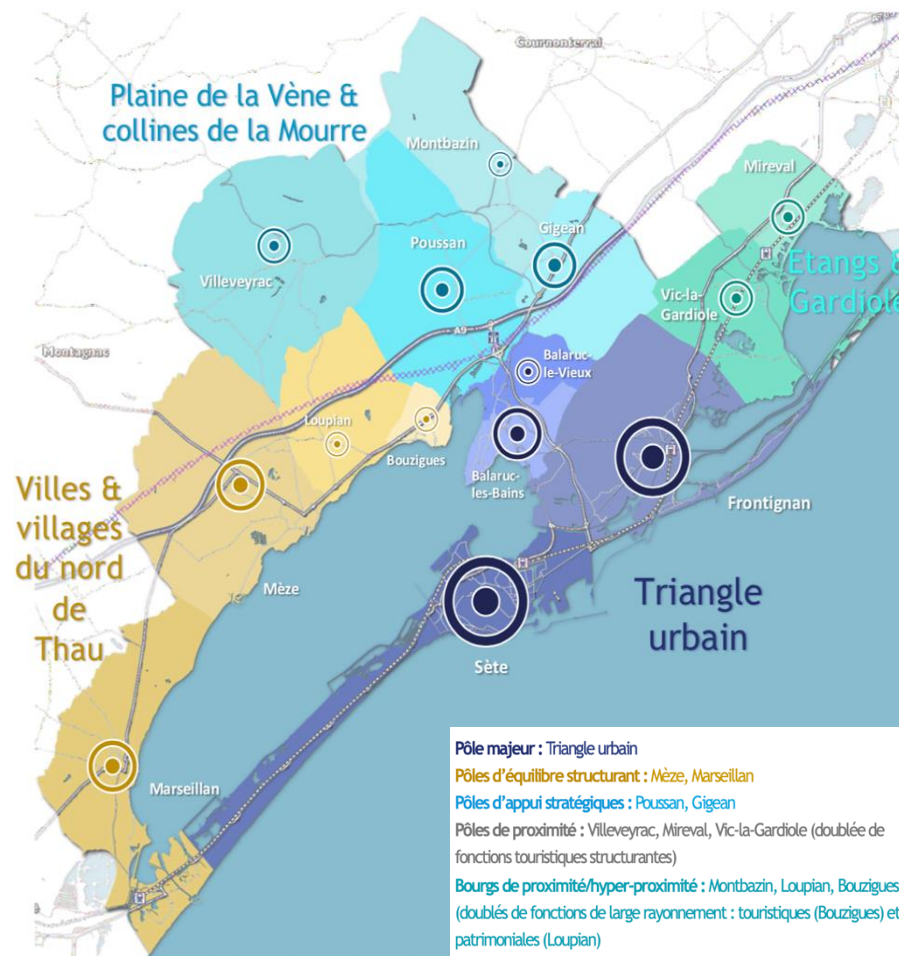 Cournonterral
Plaine de la Vène &
collines de la Mourre
Montbazin
Mireval
Gigean
Poussan
Villeveyrac
Etangs &
Gardiole
Vic-la-
Gardiole
A9
Montagnac
Balaruc-
le-Vieux
Loupian
Bouzigues
Balaruc-
les-Bains
Villes &
villages
du nord
de
Thau
Frontignan
Mèze
Triangle
urbain
Sète
Marseillan
Pôle majeur : Triangle urbain
Pôles d'équilibre structurant : Mèze, Marseillan
Pôles d'appui stratégiques : Poussan, Gigean
Pôles de proximité : Villeveyrac, Mireval, Vic-la-Gardiole (doublée de
fonctions touristiques structurantes)
Bourgs de proximité/hyper-proximité : Montbazin, Loupian, Bouzigues
(doublés de fonctions de large rayonnement : touristiques (Bouzigues) et
patrimoniales (Loupian)